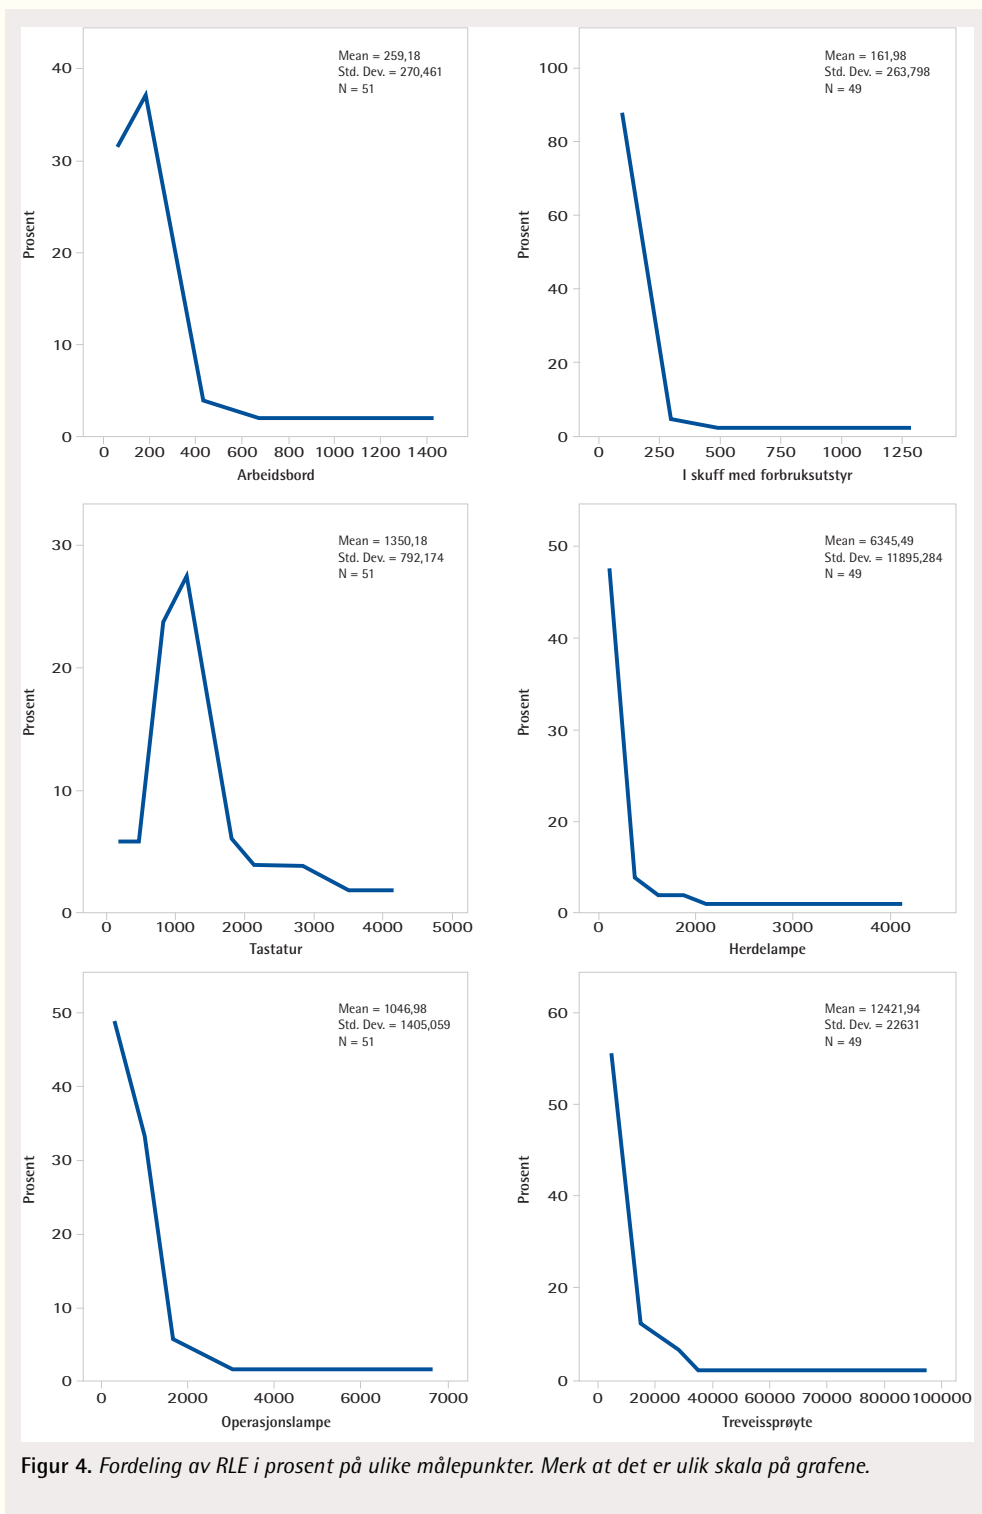 Mean = 259,18
Std. Dev. = 270,461
N = 51
40
30
20
10
0
Prosent
0 200 400 600 800 1000 1200 1400
Arbeidsbord
Mean = 161,98
Std. Dev. = 263,798
N = 49
100
80
60
40
20
0
Prosent
0 250 500 750 1000 1250
I skuff med forbruksutstyr
Mean = 1350,18
Std. Dev. = 792,174
N = 51
30
20
10
0
Prosent
0 1000 2000 3000 4000 5000
Tastatur
Mean = 6345,49
Std. Dev. = 11895,284
N = 49
50
40
30
20
0
Prosent
0 2000 3000 4000
Herdelampe
Mean = 1046,98
Std. Dev. = 1405,059
N = 51
50
40
30
20
10
0
Prosent
0 2000 4000 6000 7000
Operasjonslampe
Mean = 12421,94
Std. Dev. = 22631
N = 49
60
50
40
20
0
Prosent
0 20000 40000 60000 70000 80000 100000
Treveissprøyte
Figur 4. Fordeling av RLE i prosent på ulike målepunkter. Merk at det er ulik skala på grafene.